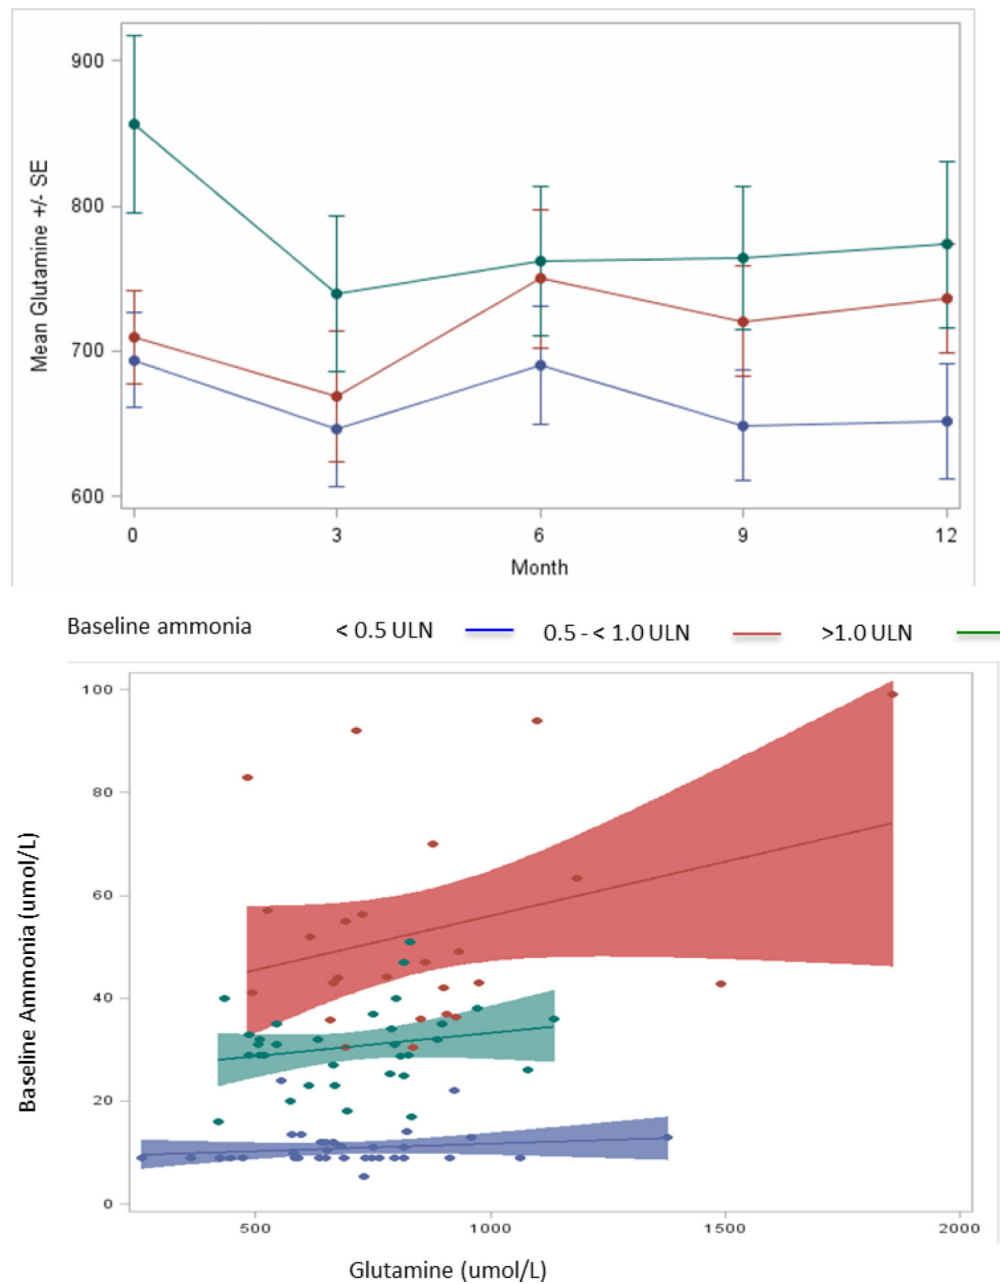 900
800
700
600
Mean Glutamine +/- SE
0 3 6 9 12
Month
Baseline ammonia < 0.5 ULN 0.5 - < 1.0 ULN >1.0 ULN
100
80
60
40
20
0
Baseline Ammonia (umol/L)
500 1000 1500 2000
Glutamine (umol/L)